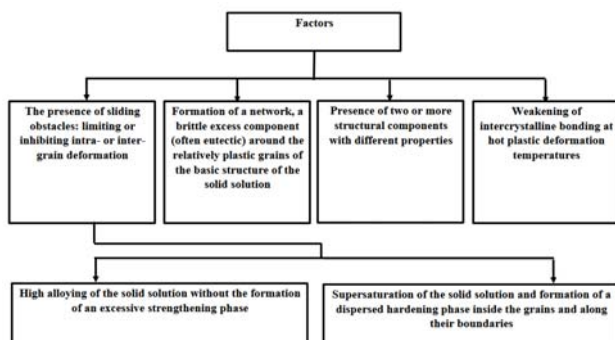 Factors
The presence of sliding
obstacles: limiting or
inhibiting intra- or inter-
grain deformation
Formation of a network, a
brittle excess component
(often eutectic) around the
relatively plastic grains of
the basic structure of the
solid solution
Presence of two or more
structural components
with different properties
Weakening of
intercrystalline bonding at
hot plastic deformation
temperatures
High alloying of the solid solution without the formation
of an excessive strengthening phase
Supersaturation of the solid solution and formation of a
dispersed hardening phase inside the grains and along
their boundaries